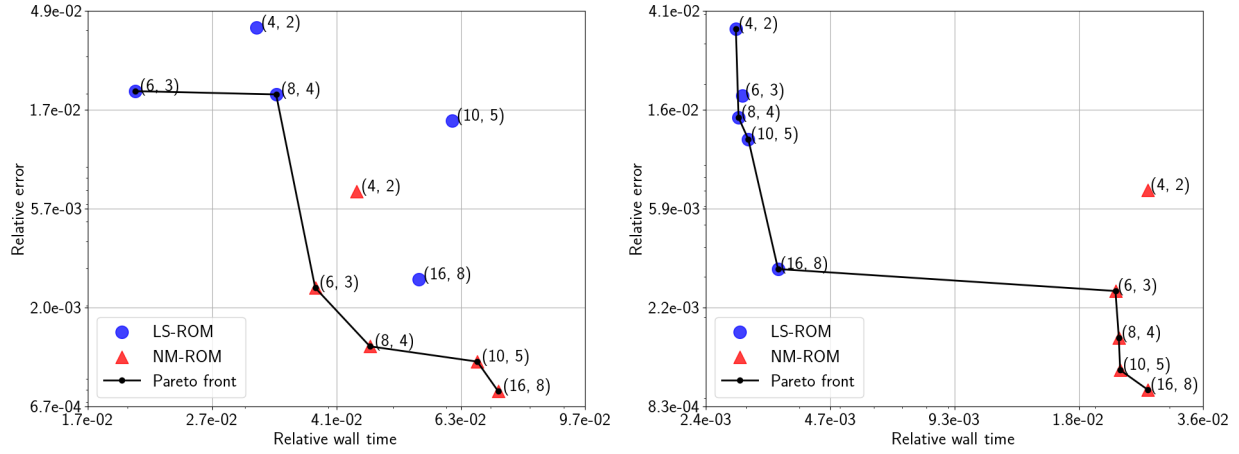 4.9e-02
1.7e-02
5.7e-03
2.0e-03
6.7e-04
Relative error
(4, 2)
(6, 3)
(8, 4)
(10, 5)
(4, 2)
(16, 8)
(6, 3)
(8, 4)
(10, 5)
(16, 8)
LS-ROM
NM-ROM
Pareto front
1.7e-02 2.7e-02 4.1e-02 6.3e-02 9.7e-02
Relative wall time
4.1e-02
1.6e-02
5.9e-03
2.2e-03
8.3e-04
Relative error
(4, 2)
(6, 3)
(8, 4)
(10, 5)
(4, 2)
(16, 8)
(6, 3)
(8, 4)
(10, 5)
(16, 8)
LS-ROM
NM-ROM
Pareto front
2.4e-03 4.7e-03 9.3e-03 1.8e-02 3.6e-02
Relative wall time